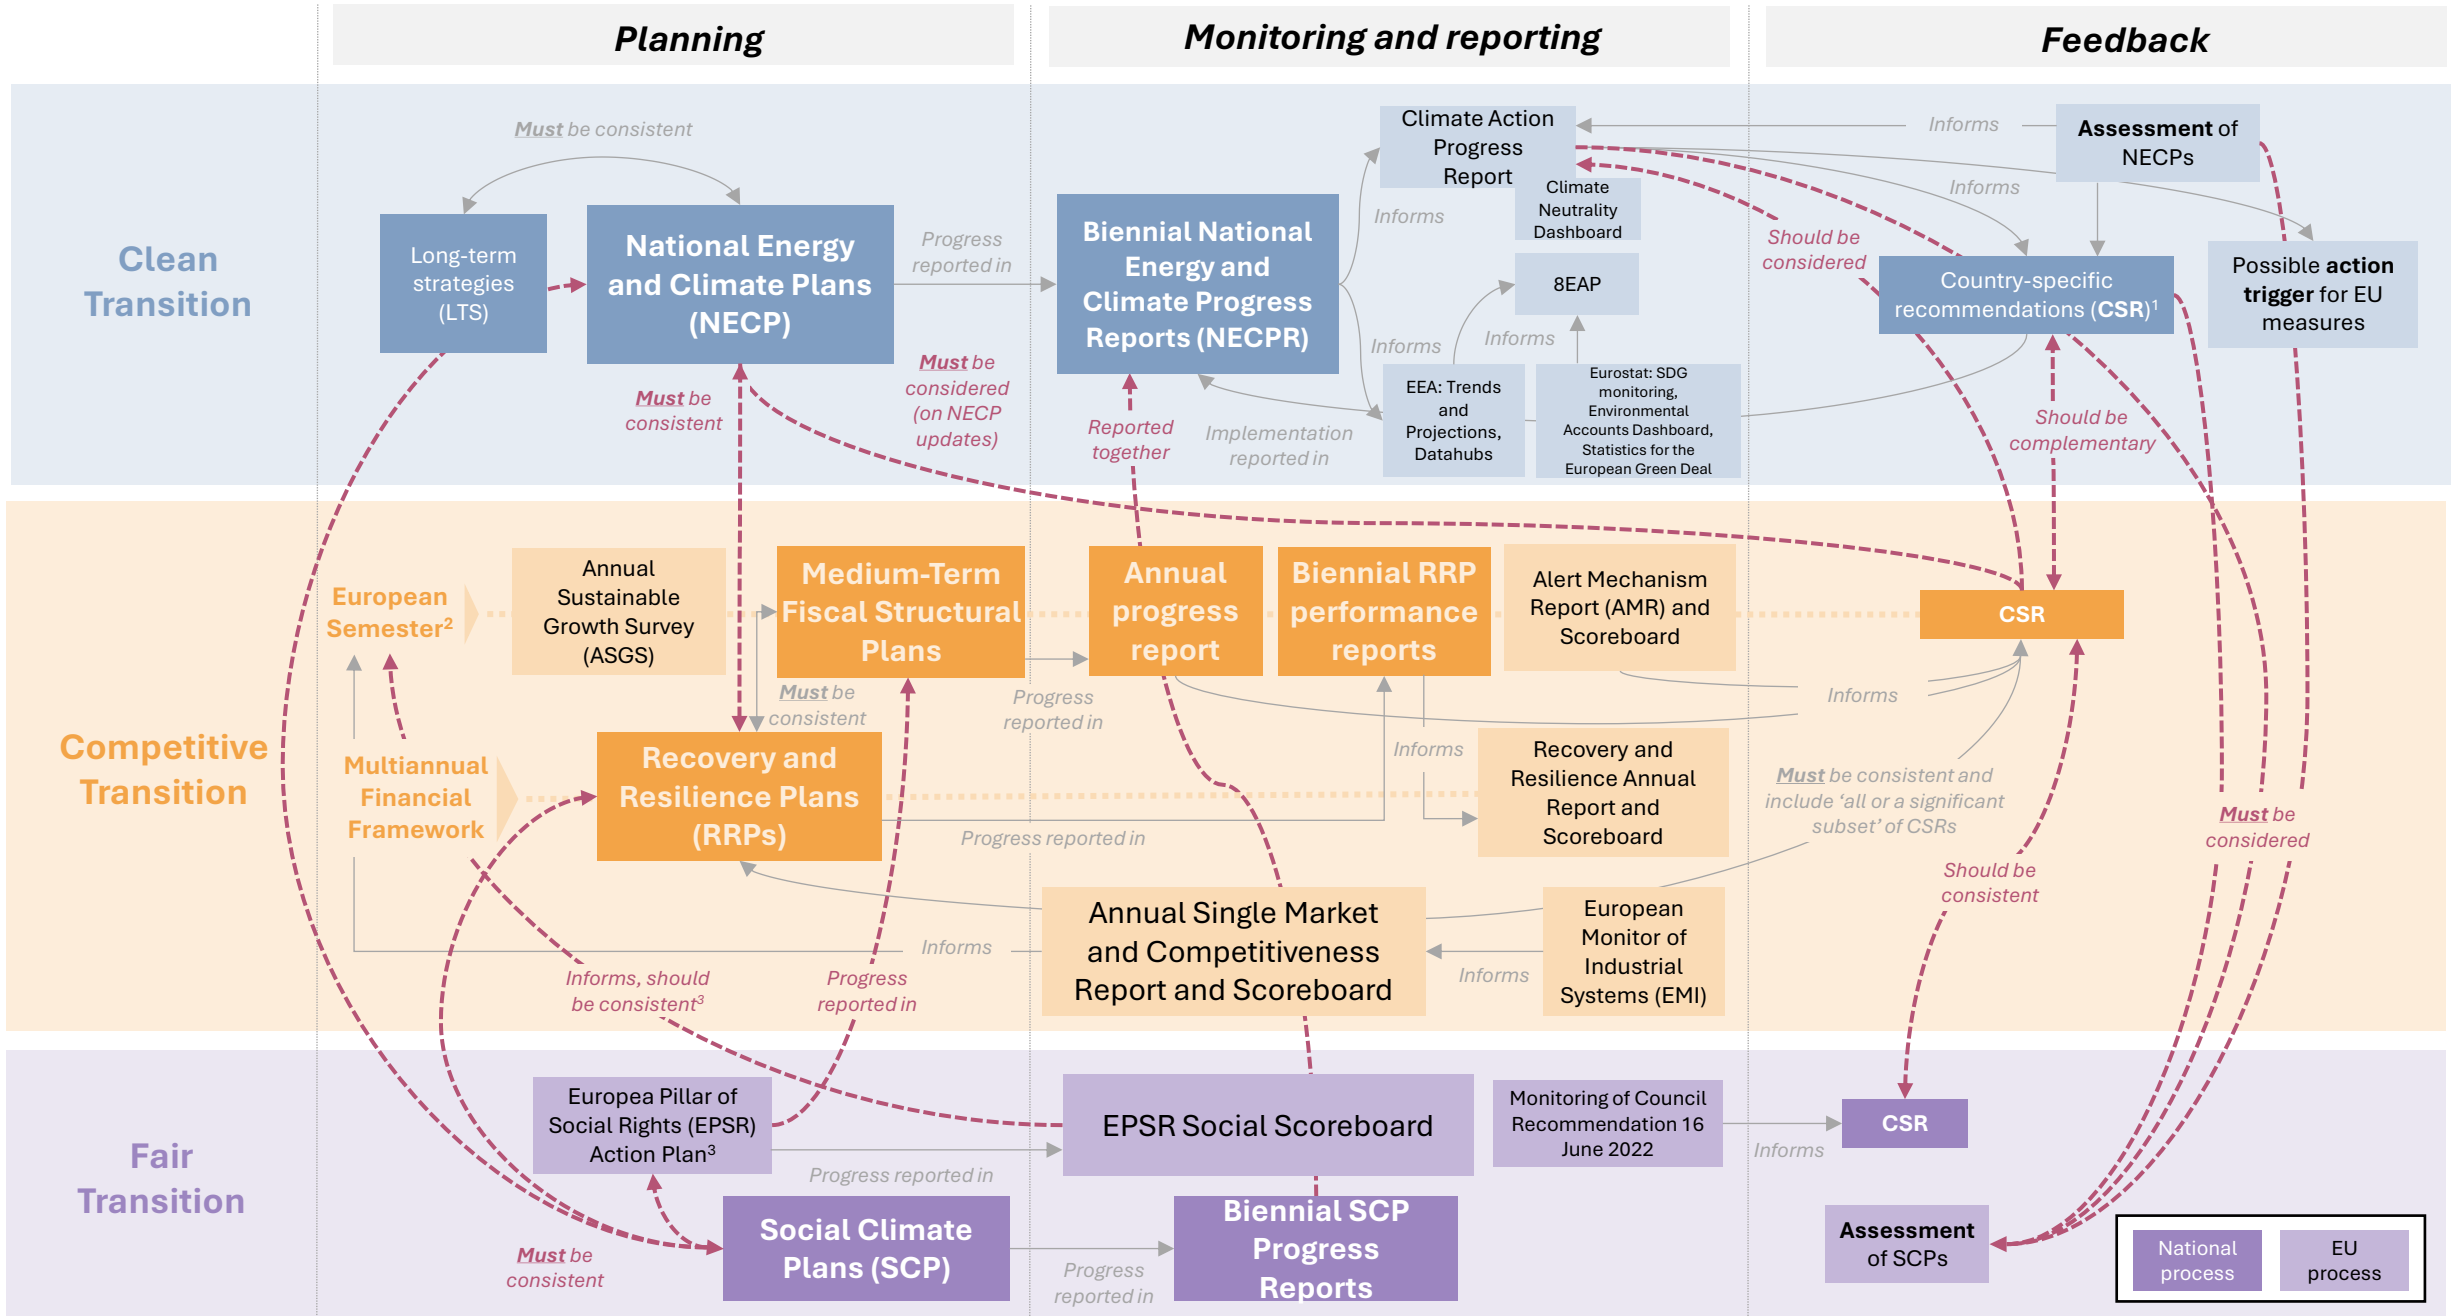 Planning
Monitoring and reporting
Feedback
Clean
Transition
Must be consistent
Long-term
strategies
(LTS)
National Energy
and Climate Plans
(NECP)
Progress
reported in
Must be
consistent
Must be
considered
(on NECP
updates)
Biennial National
Energy and
Climate Progress
Reports (NECPR)
Reported
together
Informs
Informs
Implementation
reported in
Climate Action
Progress
Report
Climate
Neutrality
Dashboard
8EAP
Informs
EEA: Trends
and
Projections,
Datahubs
Eurostat: SDG
monitoring,
Environmental
Accounts Dashboard,
Statistics for the
European Green Deal
Informs
Assessment of
NECPs
Informs
Should be
considered
Country-specific
recommendations (CSR)¹
Possible action
trigger for EU
measures
Should be
complementary
Competitive
Transition
European
Semester²
Annual
Sustainable
Growth Survey
(ASGS)
Medium-Term
Fiscal Structural
Plans
Must be
consistent
Progress
reported in
Annual
progress
report
Biennial RRP
performance
reports
Alert Mechanism
Report (AMR) and
Scoreboard
CSR
Informs
Multiannual
Financial
Framework
Recovery and
Resilience Plans
(RRPs)
Progress reported in
Informs
Recovery and
Resilience Annual
Report and
Scoreboard
Must be consistent and
include ‘all or a significant
subset’ of CSRs
Must be
considered
Should be
consistent
Informs
Annual Single Market
and Competitiveness
Report and Scoreboard
Informs
European
Monitor of
Industrial
Systems (EMI)
Informs, should
be consistent³
Progress
reported in
Fair
Transition
Europea Pillar of
Social Rights (EPSR)
Action Plan³
Progress reported in
EPSR Social Scoreboard
Monitoring of Council
Recommendation 16
June 2022
Informs
CSR
Must be
consistent
Social Climate
Plans (SCP)
Progress
reported in
Biennial SCP
Progress
Reports
Assessment
of SCPs
National
process
EU
process